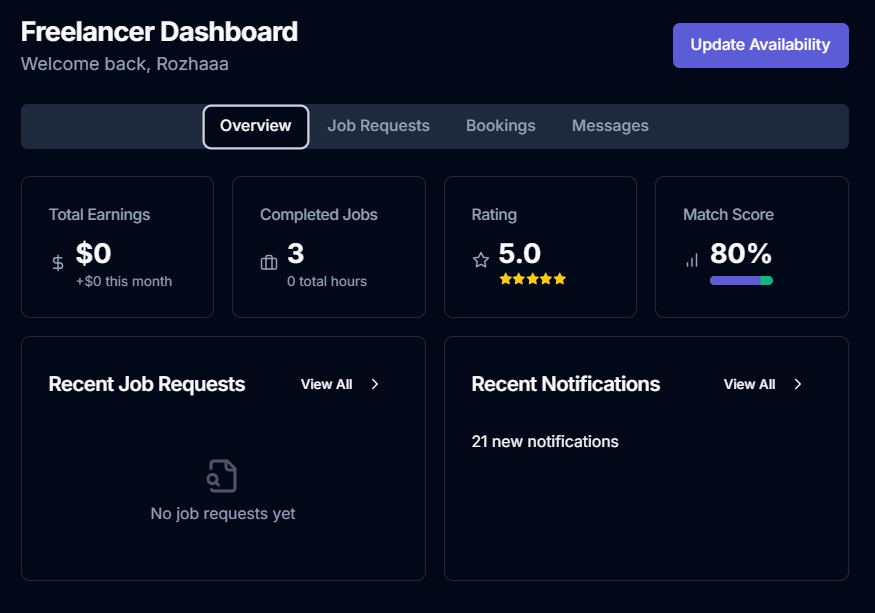 Freelancer Dashboard
Welcome back, Rozhaaa
Update Availability
Overview
Job Requests
Bookings
Messages
Total Earnings
$0
+$0 this month
Completed Jobs
3
0 total hours
Rating
5.0
Match Score
80%
Recent Job Requests
View All
No job requests yet
Recent Notifications
View All
21 new notifications